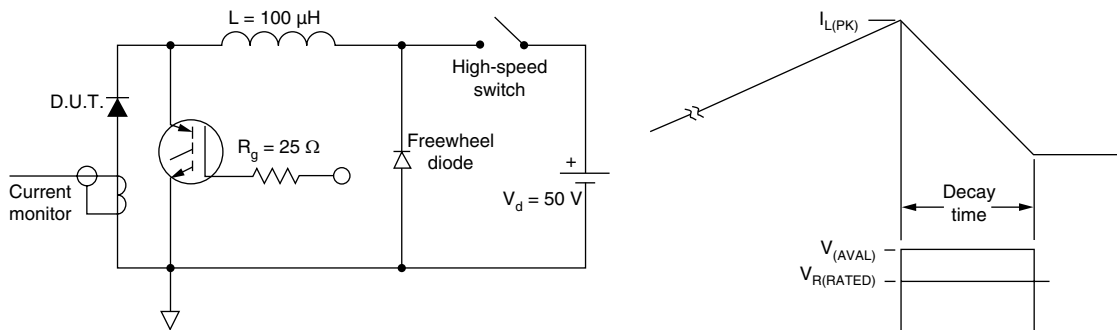 L = 100 µH
High-speed
switch
D.U.T.
R_g = 25 Ω
Freewheel
diode
+
V_d = 50 V
Current
monitor
I_L(PK)
Decay
time
V_(AVAL)
V_R(RATED)